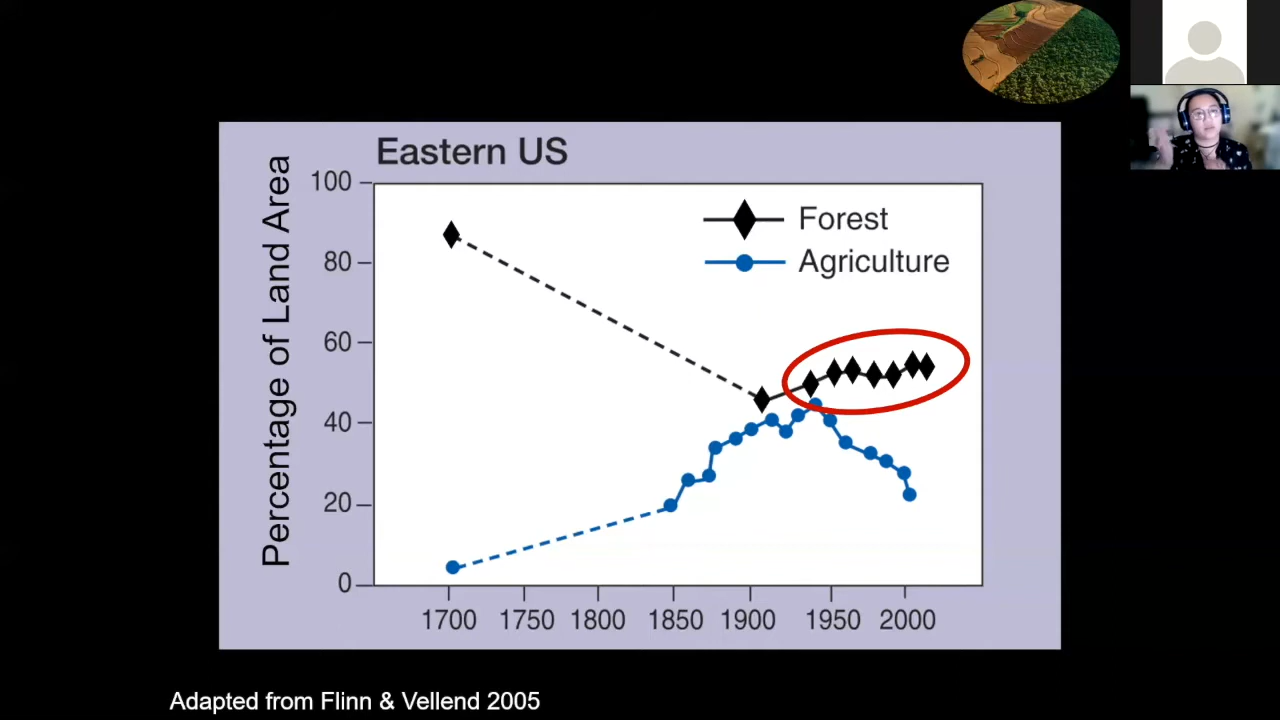 Eastern US
Percentage of Land Area
100
80
60
40
20
0
Forest
Agriculture
1700 1750 1800 1850 1900 1950 2000
Adapted from Flinn & Vellend 2005